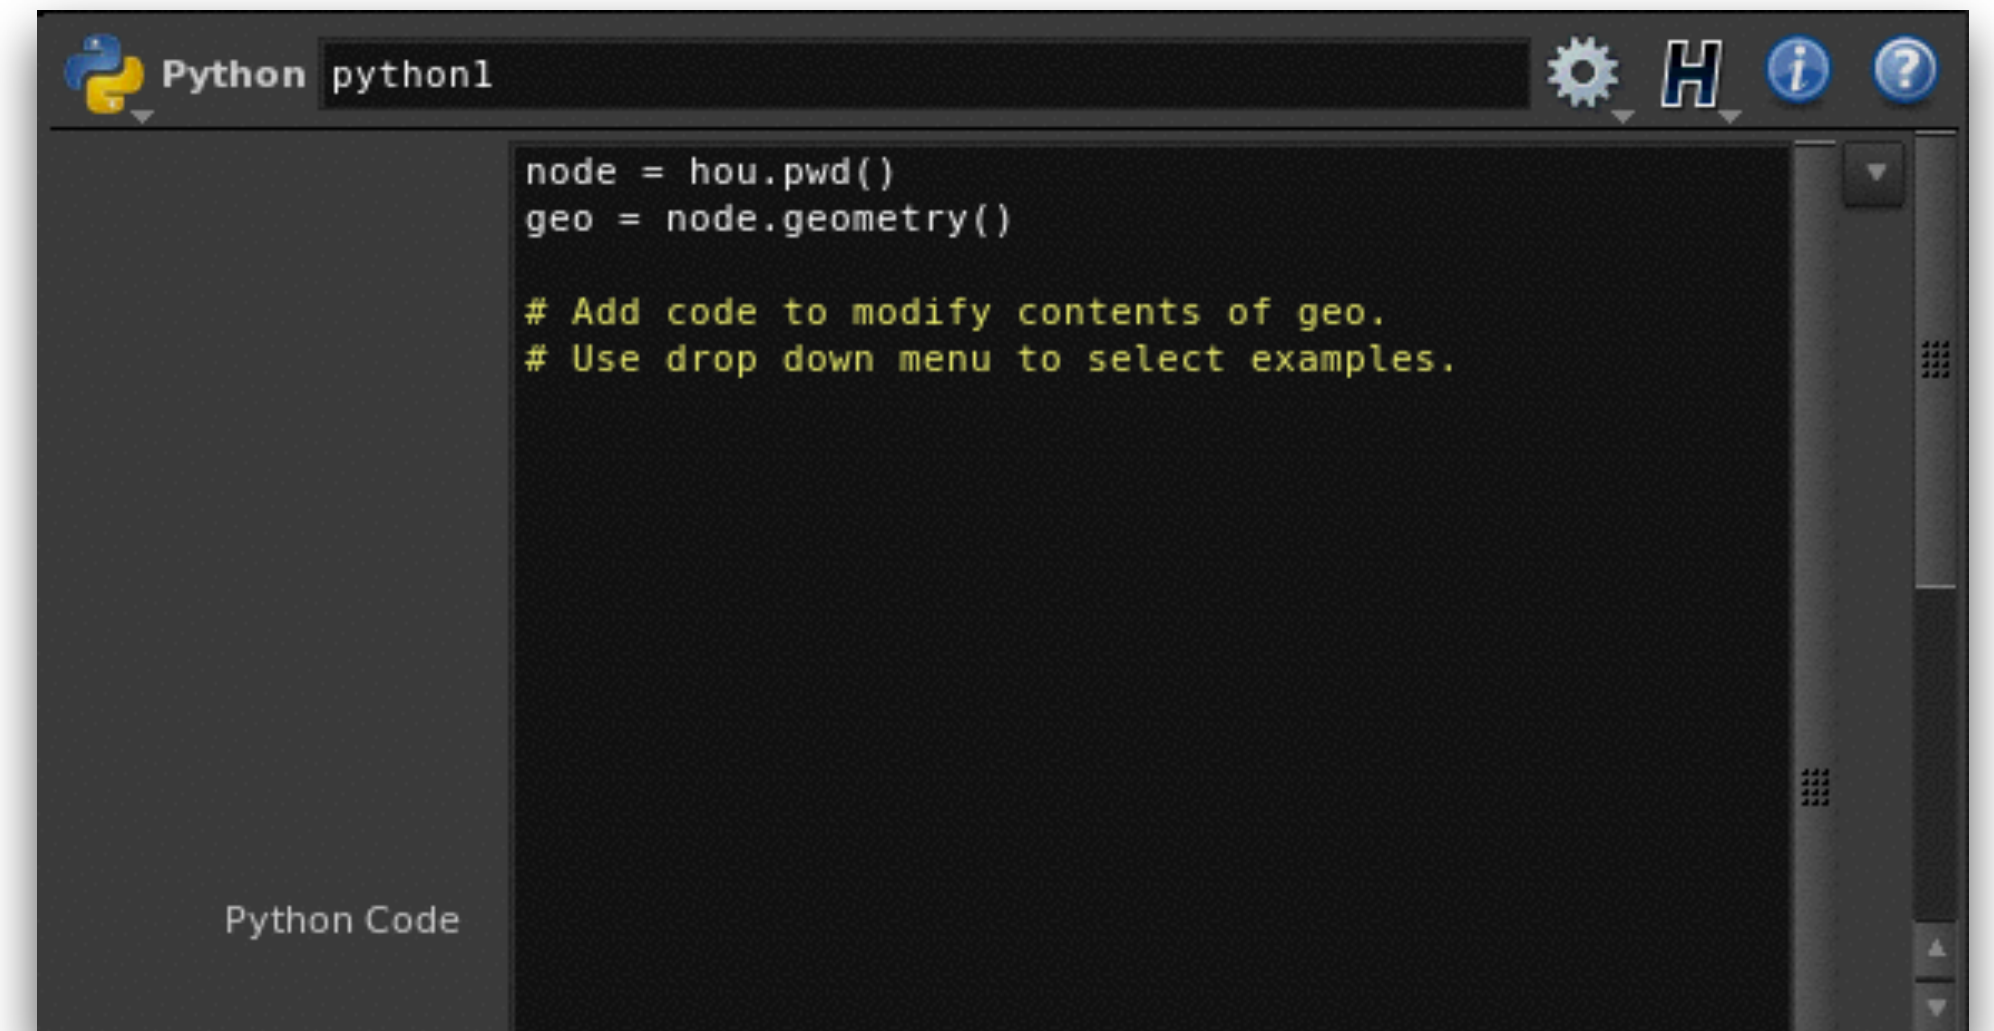 Python python1
node = hou.pwd()
geo = node.geometry()
# Add code to modify contents of geo.
# Use drop down menu to select examples.
Python Code